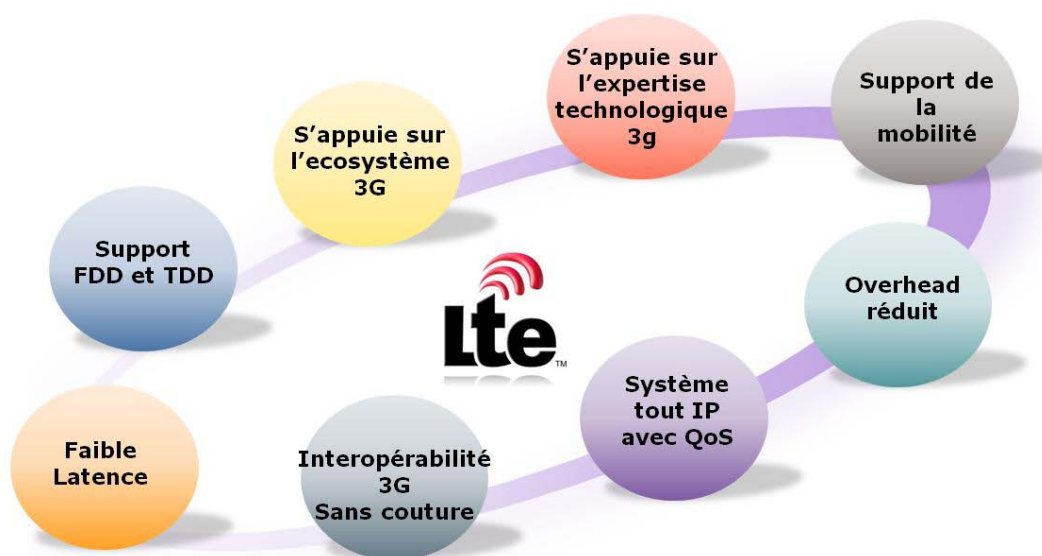 S'appuie sur
l'expertise
technologique
3g
Support de
la
mobilité
S'appuie sur
l'ecosystème
3G
Support
FDD et TDD
Overhead
réduit
Lte
TM
Système
tout IP
avec QoS
Interopérabilité
3G
Sans couture
Faible
Latence